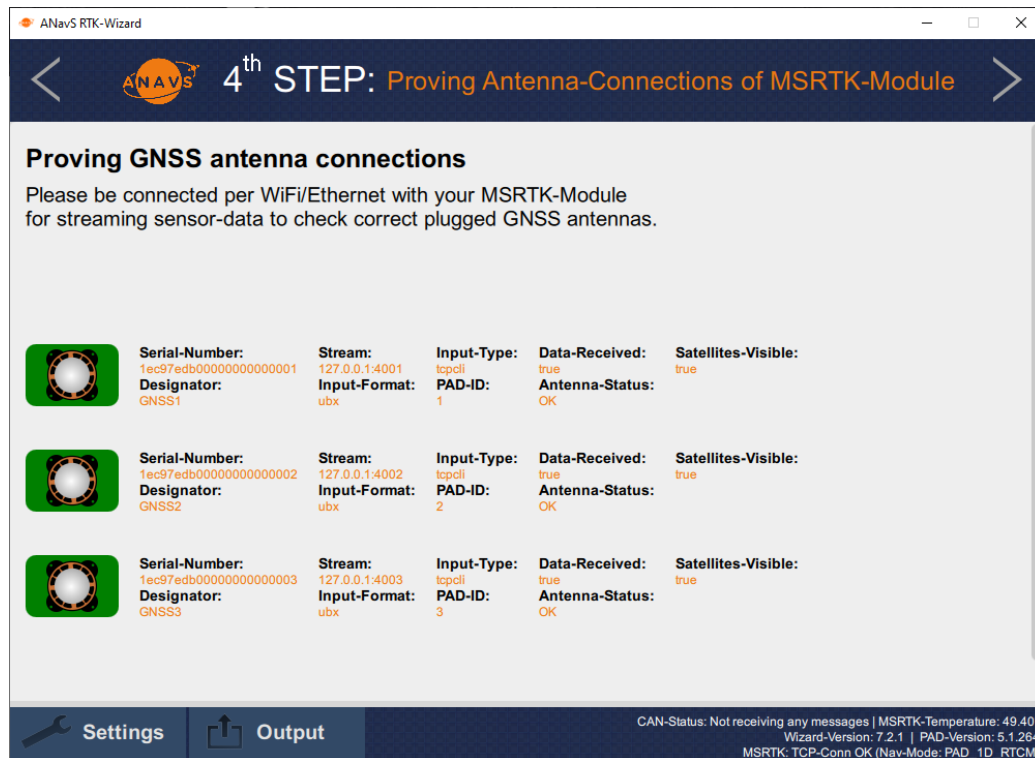 ANavS RTK-Wizard
ANAVS
4th STEP: Proving Antenna-Connections of MSRTK-Module
Proving GNSS antenna connections
Please be connected per WiFi/Ethernet with your MSRTK-Module
for streaming sensor-data to check correct plugged GNSS antennas.
Serial-Number: Stream: Input-Type: Data-Received: Satellites-Visible:
1ec97edb00000000000001 127.0.0.1:4001 tcpcli true true
Designator: Input-Format: PAD-ID: Antenna-Status:
GNSS1 ubx 1 OK
Serial-Number: Stream: Input-Type: Data-Received: Satellites-Visible:
1ec97edb00000000000002 127.0.0.1:4002 tcpcli true true
Designator: Input-Format: PAD-ID: Antenna-Status:
GNSS2 ubx 2 OK
Serial-Number: Stream: Input-Type: Data-Received: Satellites-Visible:
1ec97edb00000000000003 127.0.0.1:4003 tcpcli true true
Designator: Input-Format: PAD-ID: Antenna-Status:
GNSS3 ubx 3 OK
Settings
Output
CAN-Status: Not receiving any messages | MSRTK-Temperature: 49.40
Wizard-Version: 7.2.1 | PAD-Version: 5.1.264
MSRTK: TCP-Conn OK (Nav-Mode: PAD_1D_RTCM